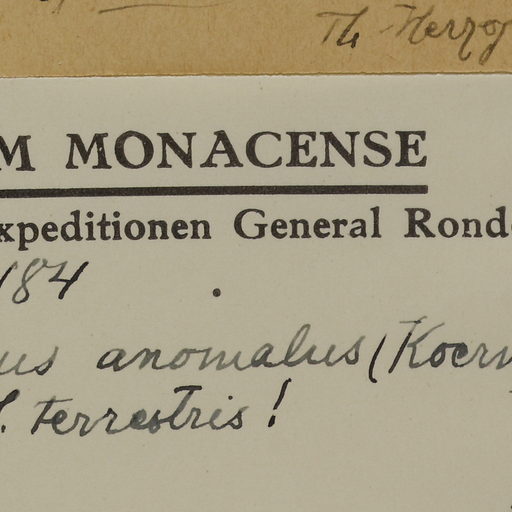 Th. Herzog
M MONACENSE
xpeditionen General Rond
184
us anomalus (Koern
f. terrestris!